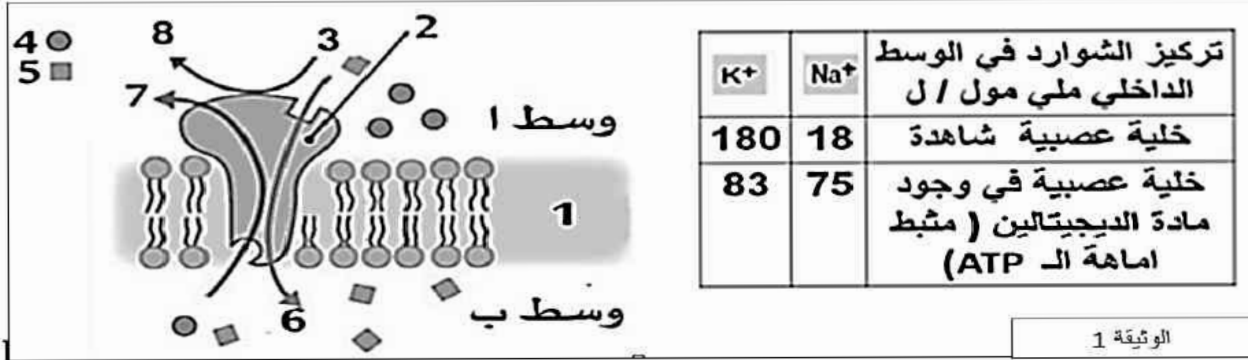 4
5
8
3
2
7
وسط ا
1
6
وسط ب
تركيز الشوارد في الوسط الداخلي ملي مول / ل
Na+
K+
خلية عصبية شاهدة
18
180
خلية عصبية في وجود
مادة الديجيتالين ( مثبط
اماهة الـ ATP)
75
83
الوثيقة 1